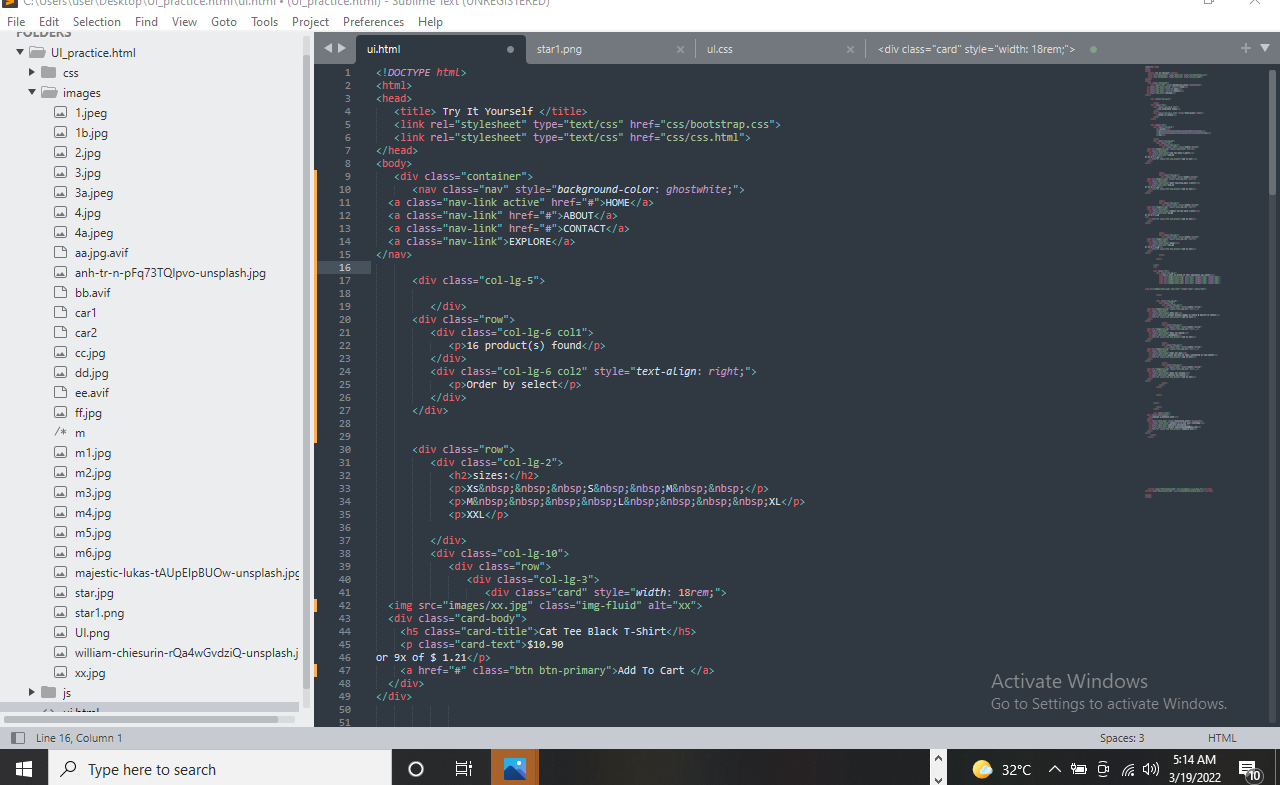 C:\Users\user\Desktop\UI_practice.html\ui.html • (UI_practice.html) - Sublime Text (UNREGISTERED)
File Edit Selection Find View Goto Tools Project Preferences Help
FOLDERS
UI_practice.html
css
images
1.jpeg
1b.jpg
2.jpg
3.jpg
3a.jpeg
4.jpg
4a.jpeg
aa.jpg.avif
anh-tr-n-pFq73TQIpvo-unsplash.jpg
bb.avif
car1
car2
cc.jpg
dd.jpg
ee.avif
ff.jpg
/* m
m1.jpg
m2.jpg
m3.jpg
m4.jpg
m5.jpg
m6.jpg
majestic-lukas-tAUpEIpBUOw-unsplash.jpg
star.jpg
star1.png
UI.png
william-chiesurin-rQa4wGvdziQ-unsplash.j
xx.jpg
js
ui.html
ui.html star1.png ul.css <div class="card" style="width: 18rem;">
1 <!DOCTYPE html>
2 <html>
3 <head>
4 <title> Try It Yourself </title>
5 <link rel="stylesheet" type="text/css" href="css/bootstrap.css">
6 <link rel="stylesheet" type="text/css" href="css/css.html">
7 </head>
8 <body>
9 <div class="container">
10 <nav class="nav" style="background-color: ghostwhite;">
11 <a class="nav-link active" href="#">HOME</a>
12 <a class="nav-link" href="#">ABOUT</a>
13 <a class="nav-link" href="#">CONTACT</a>
14 <a class="nav-link">EXPLORE</a>
15 </nav>
16
17 <div class="col-lg-5">
18
19 </div>
20 <div class="row">
21 <div class="col-lg-6 col1">
22 <p>16 product(s) found</p>
23 </div>
24 <div class="col-lg-6 col2" style="text-align: right;">
25 <p>Order by select</p>
26 </div>
27 </div>
28
29
30 <div class="row">
31 <div class="col-lg-2">
32 <h2>sizes:</h2>
33 <p>XS&nbsp;&nbsp;&nbsp;S&nbsp;&nbsp;M&nbsp;&nbsp;</p>
34 <p>M&nbsp;&nbsp;&nbsp;&nbsp;L&nbsp;&nbsp;&nbsp;&nbsp;XL</p>
35 <p>XXL</p>
36
37 </div>
38 <div class="col-lg-10">
39 <div class="row">
40 <div class="col-lg-3">
41 <div class="card" style="width: 18rem;">
42 <img src="images/xx.jpg" class="img-fluid" alt="xx">
43 <div class="card-body">
44 <h5 class="card-title">Cat Tee Black T-Shirt</h5>
45 <p class="card-text">$10.90
46 or 9x of $ 1.21</p>
47 <a href="#" class="btn btn-primary">Add To Cart </a>
48 </div>
49 </div>
50
51
Activate Windows
Go to Settings to activate Windows.
Line 16, Column 1 Spaces: 3 HTML
Type here to search 32°C 5:14 AM
3/19/2022 10